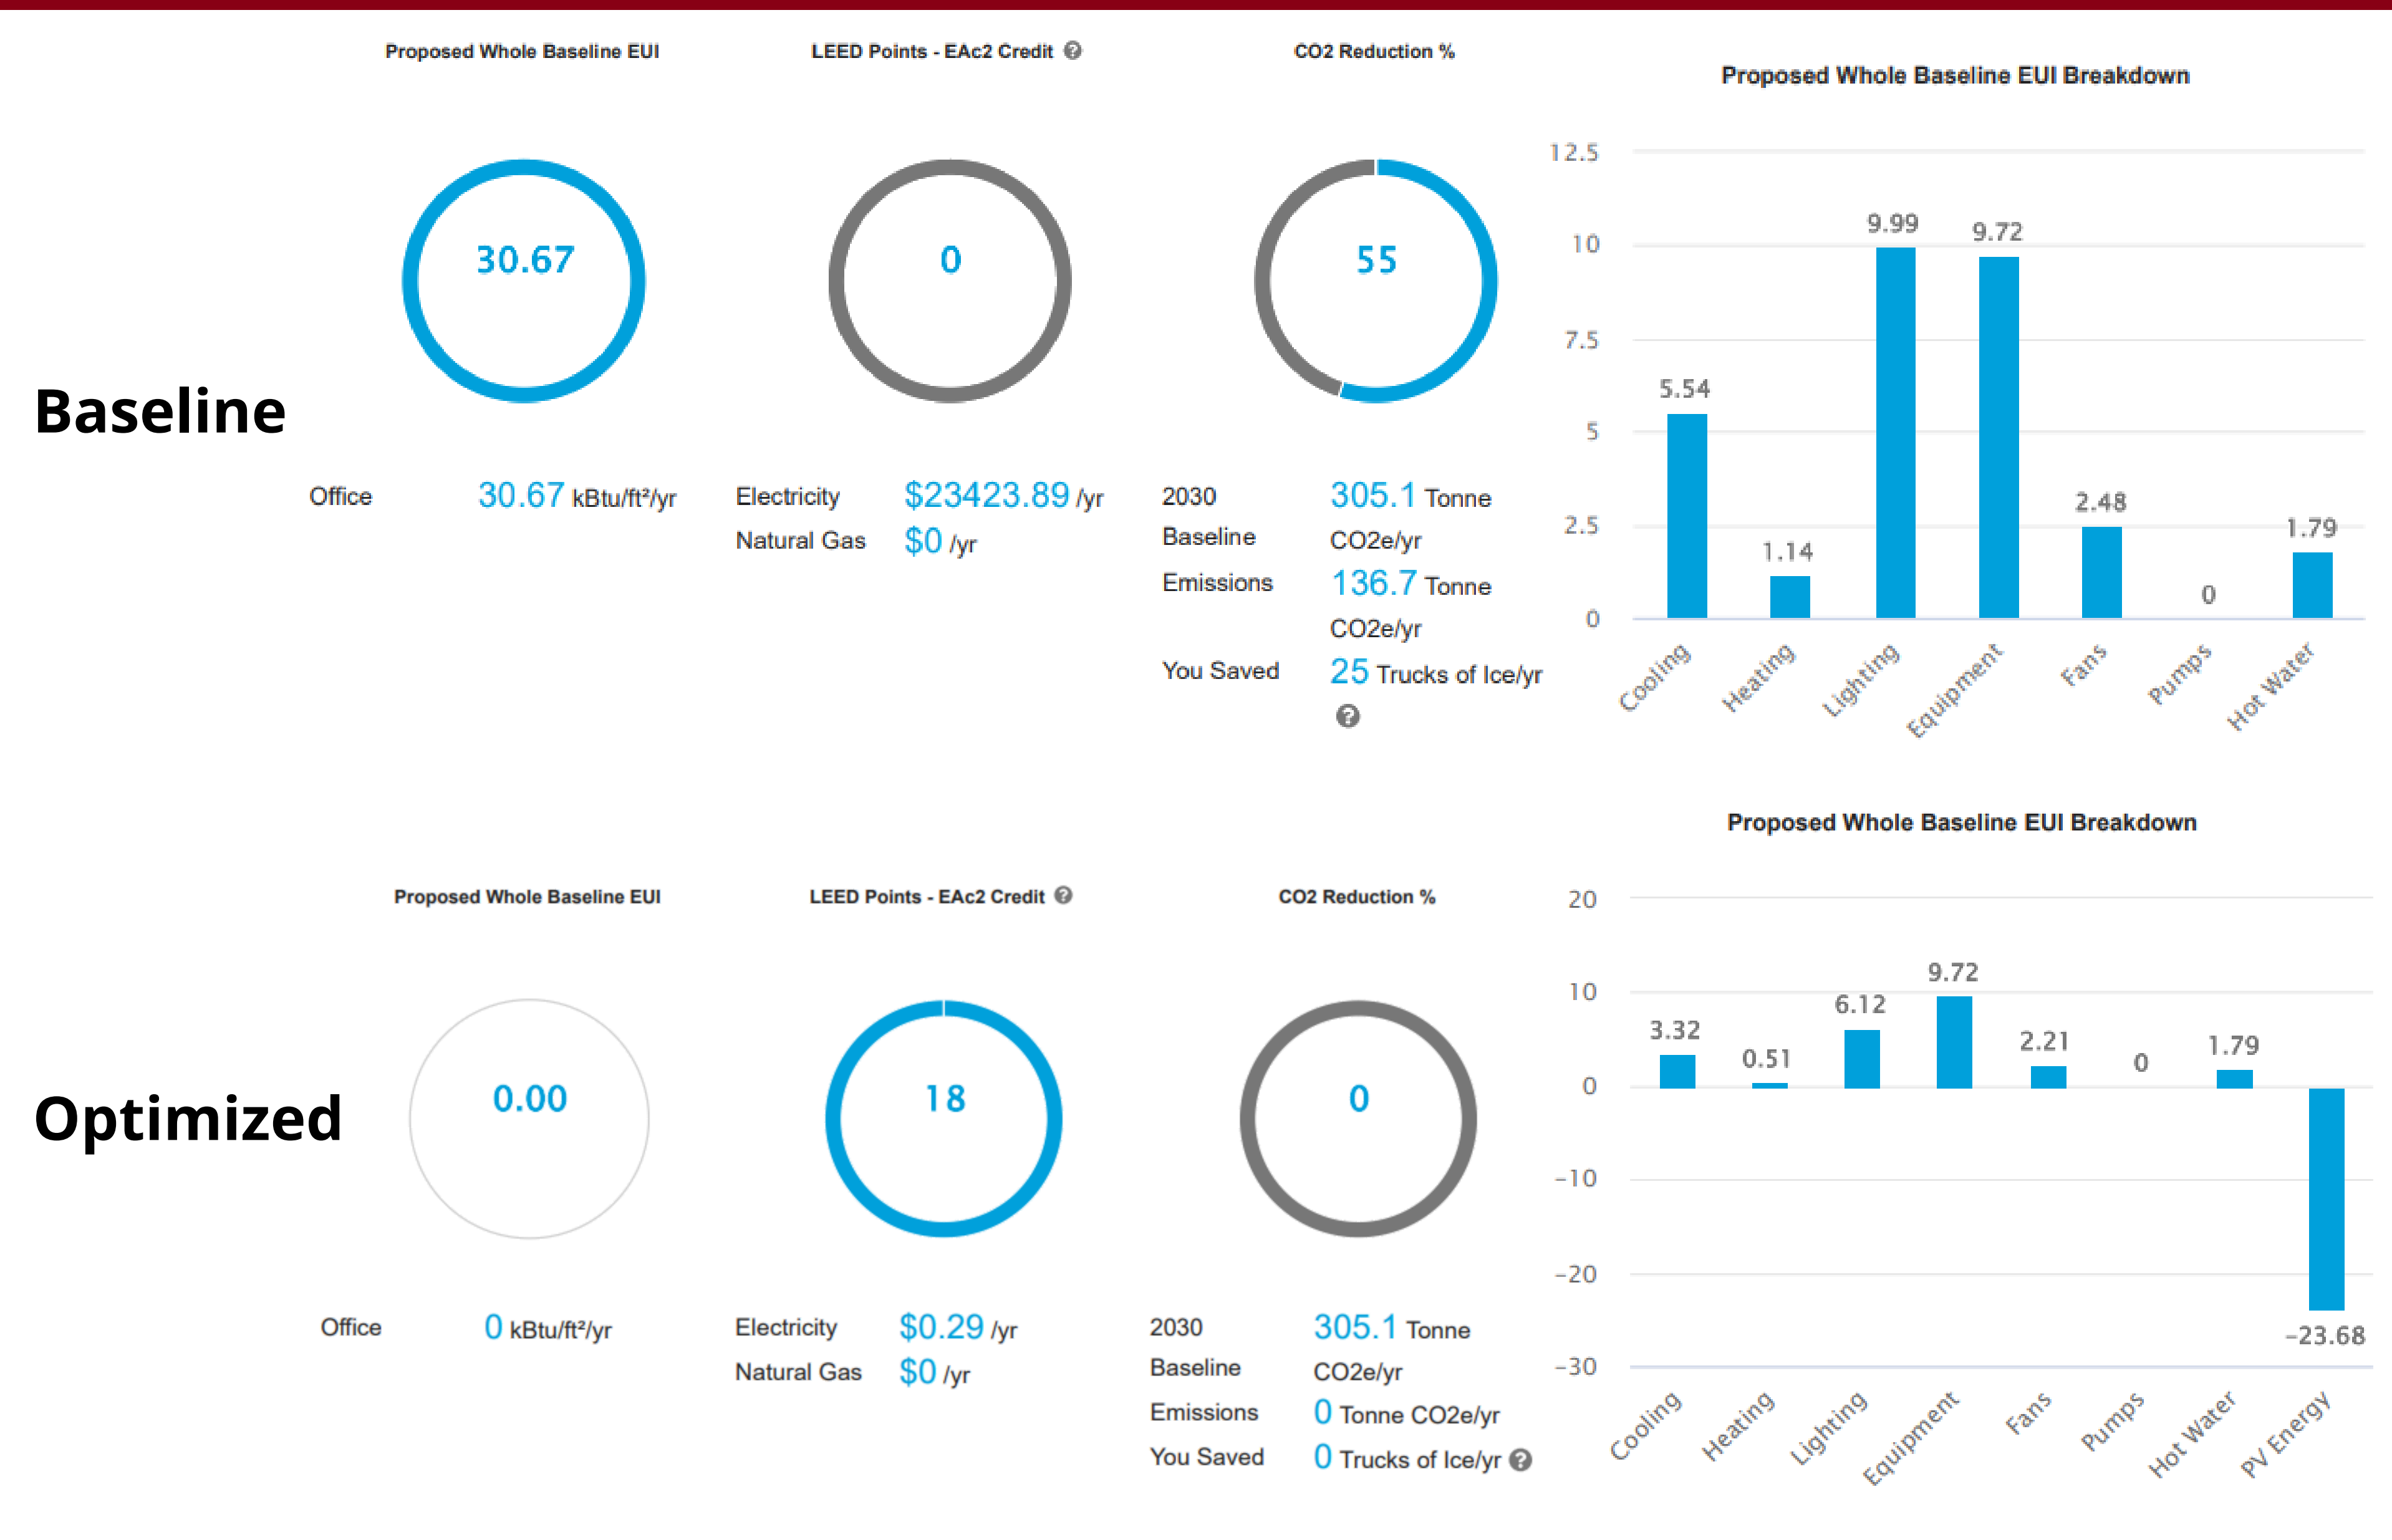 Baseline
Proposed Whole Baseline EUI
30.67
Office 30.67 kBtu/ft²/yr
LEED Points - EAc2 Credit ?
0
Electricity $23423.89 /yr
Natural Gas $0 /yr
CO2 Reduction %
55
2030 305.1 Tonne
Baseline CO2e/yr
Emissions 136.7 Tonne
CO2e/yr
You Saved 25 Trucks of Ice/yr
?
Proposed Whole Baseline EUI Breakdown
12.5
10
7.5
5
2.5
0
5.54
1.14
9.99
9.72
2.48
0
1.79
Cooling
Heating
Lighting
Equipment
Fans
Pumps
Hot Water
Optimized
Proposed Whole Baseline EUI
0.00
Office 0 kBtu/ft²/yr
LEED Points - EAc2 Credit ?
18
Electricity $0.29 /yr
Natural Gas $0 /yr
CO2 Reduction %
0
2030 305.1 Tonne
Baseline CO2e/yr
Emissions 0 Tonne CO2e/yr
You Saved 0 Trucks of Ice/yr ?
Proposed Whole Baseline EUI Breakdown
20
10
0
-10
-20
-30
3.32
0.51
6.12
9.72
2.21
0
1.79
-23.68
Cooling
Heating
Lighting
Equipment
Fans
Pumps
Hot Water
PV Energy